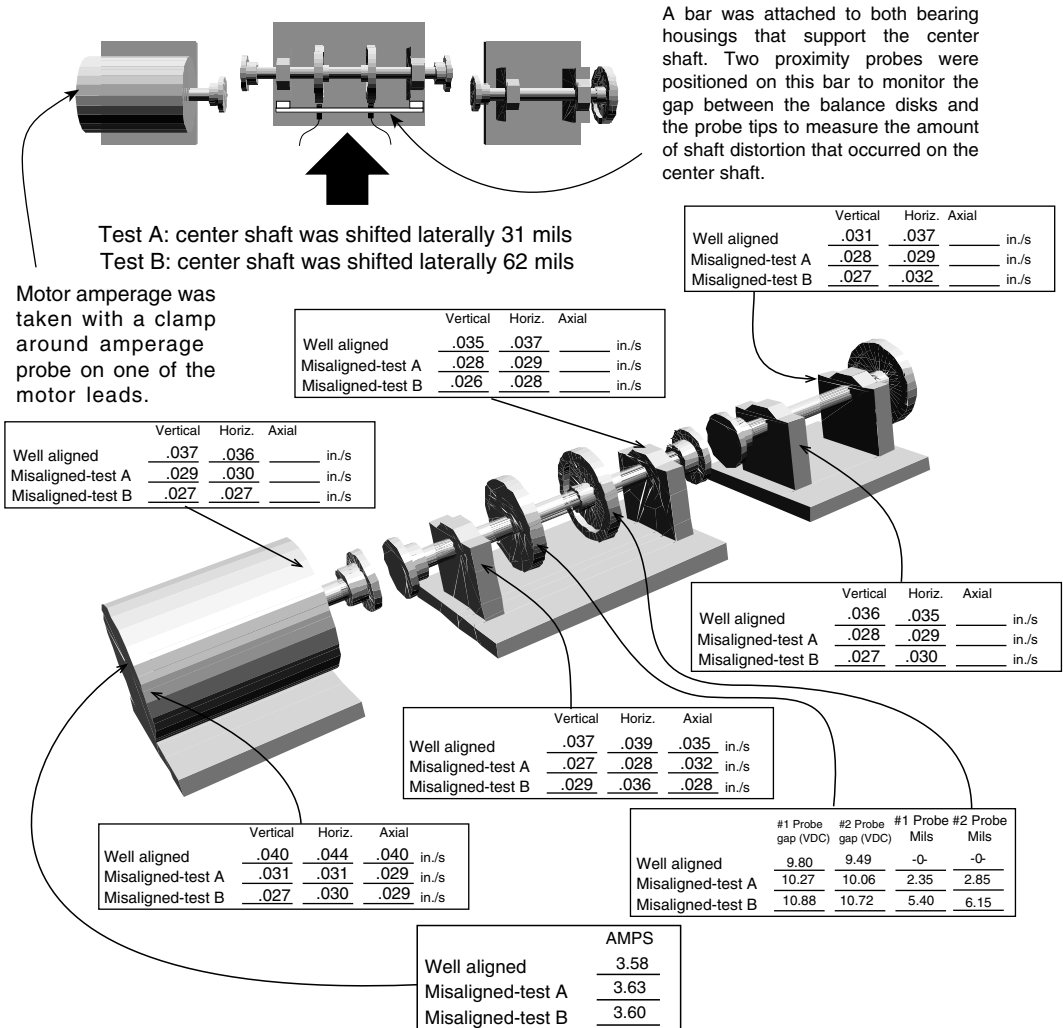 A bar was attached to both bearing
housings that support the center
shaft. Two proximity probes were
positioned on this bar to monitor the
gap between the balance disks and
the probe tips to measure the amount
of shaft distortion that occurred on the
center shaft.
Test A: center shaft was shifted laterally 31 mils
Test B: center shaft was shifted laterally 62 mils
Motor amperage was
taken with a clamp
around amperage
probe on one of the
motor leads.
Vertical Horiz. Axial
Well aligned .031 .037 in./s
Misaligned-test A .028 .029 in./s
Misaligned-test B .027 .032 in./s
Vertical Horiz. Axial
Well aligned .035 .037 in./s
Misaligned-test A .028 .029 in./s
Misaligned-test B .026 .028 in./s
Vertical Horiz. Axial
Well aligned .037 .036 in./s
Misaligned-test A .029 .030 in./s
Misaligned-test B .027 .027 in./s
Vertical Horiz. Axial
Well aligned .036 .035 in./s
Misaligned-test A .028 .029 in./s
Misaligned-test B .027 .030 in./s
Vertical Horiz. Axial
Well aligned .037 .039 .035 in./s
Misaligned-test A .027 .028 .032 in./s
Misaligned-test B .029 .036 .028 in./s
Vertical Horiz. Axial
Well aligned .040 .044 .040 in./s
Misaligned-test A .031 .031 .029 in./s
Misaligned-test B .027 .030 .029 in./s
#1 Probe #2 Probe #1 Probe #2 Probe
gap (VDC) gap (VDC) Mils Mils
Well aligned 9.80 9.49 -0- -0-
Misaligned-test A 10.27 10.06 2.35 2.85
Misaligned-test B 10.88 10.72 5.40 6.15
AMPS
Well aligned 3.58
Misaligned-test A 3.63
Misaligned-test B 3.60